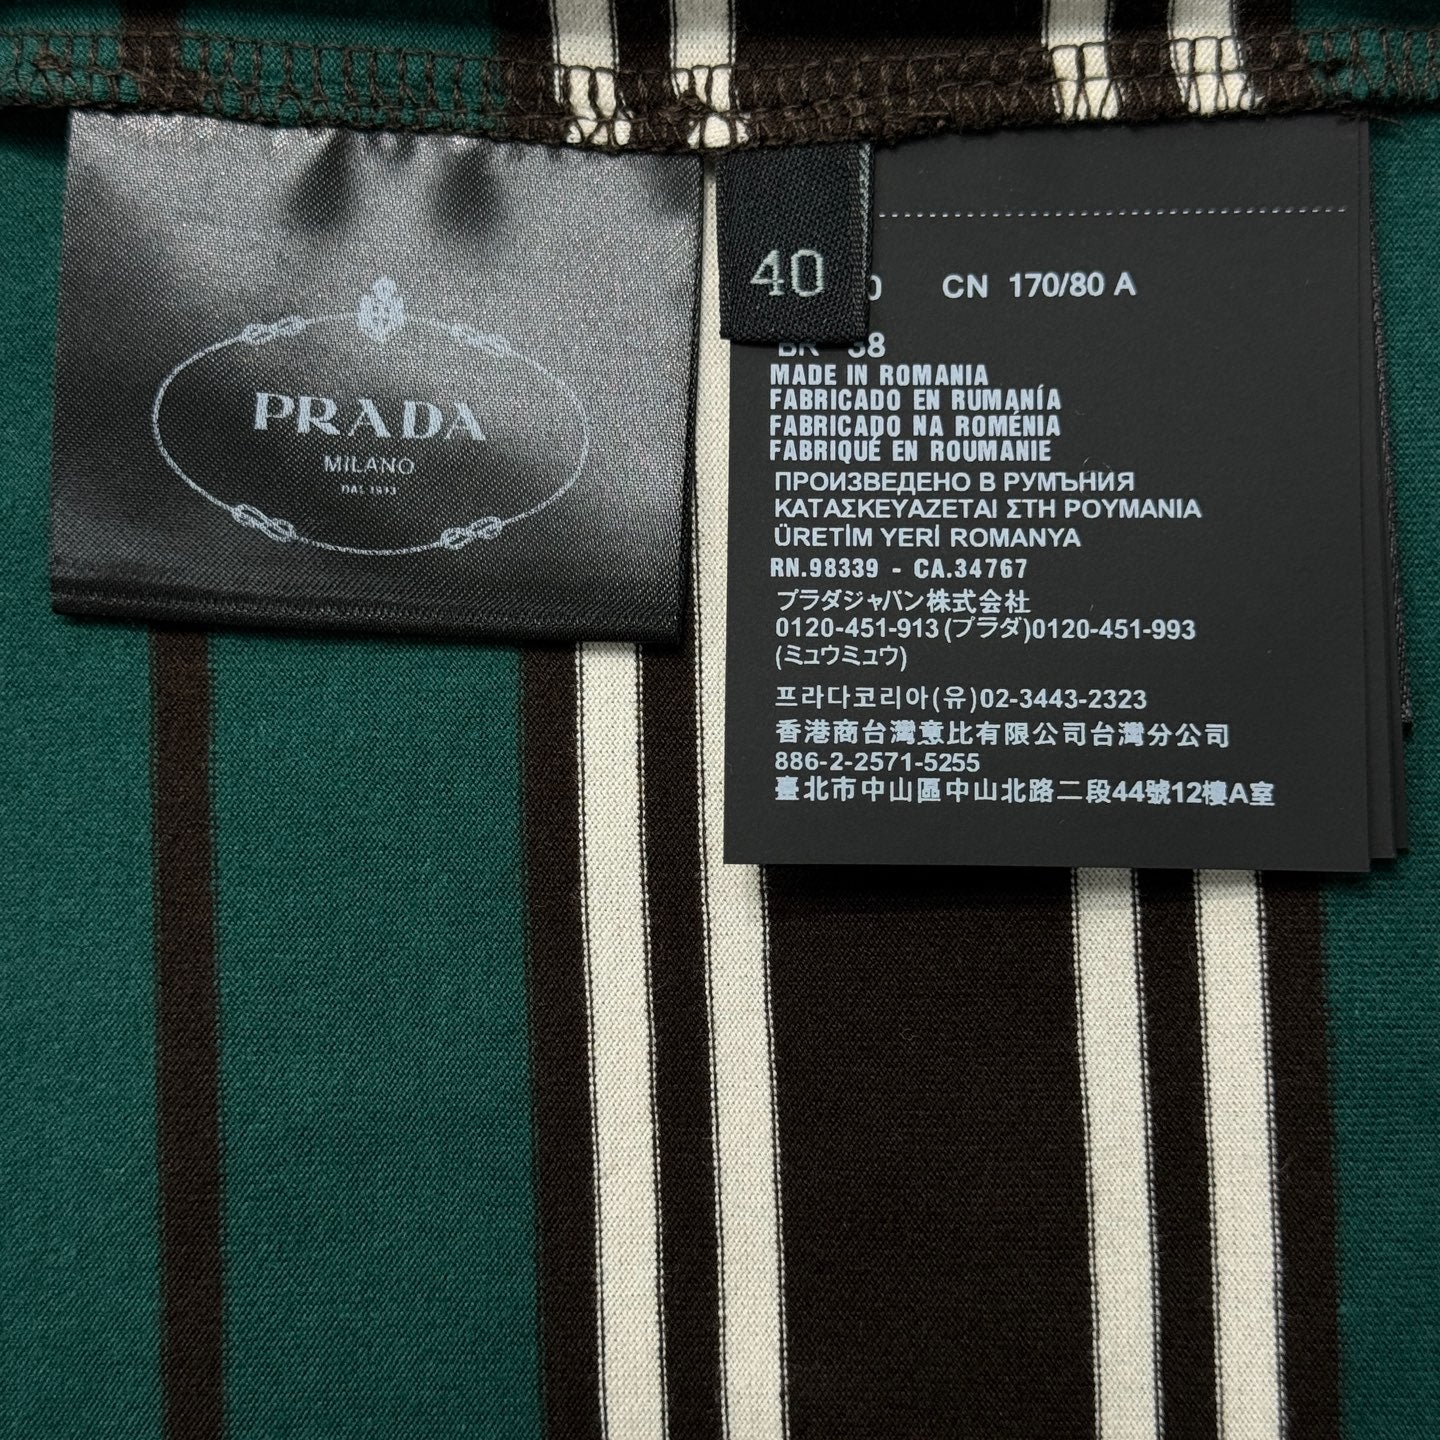 PRADA
MILANO
DAL 1913
40
0 CN 170/80 A
BR 38
MADE IN ROMANIA
FABRICADO EN RUMANÍA
FABRICADO NA ROMÉNIA
FABRIQUÉ EN ROUMANIE
ПРОИЗВЕДЕНО В РУМЪНИЯ
ΚΑΤΑΣΚΕΥΑΖΕΤΑΙ ΣΤΗ ΡΟΥΜΑΝΙΑ
ÜRETİM YERİ ROMANYA
RN.98339 - CA.34767
プラダジャパン株式会社
0120-451-913(プラダ)0120-451-993
(ミュウミュウ)
프라다코리아(유)02-3443-2323
香港商台灣意比有限公司台灣分公司
886-2-2571-5255
臺北市中山區中山北路二段44號12樓A室